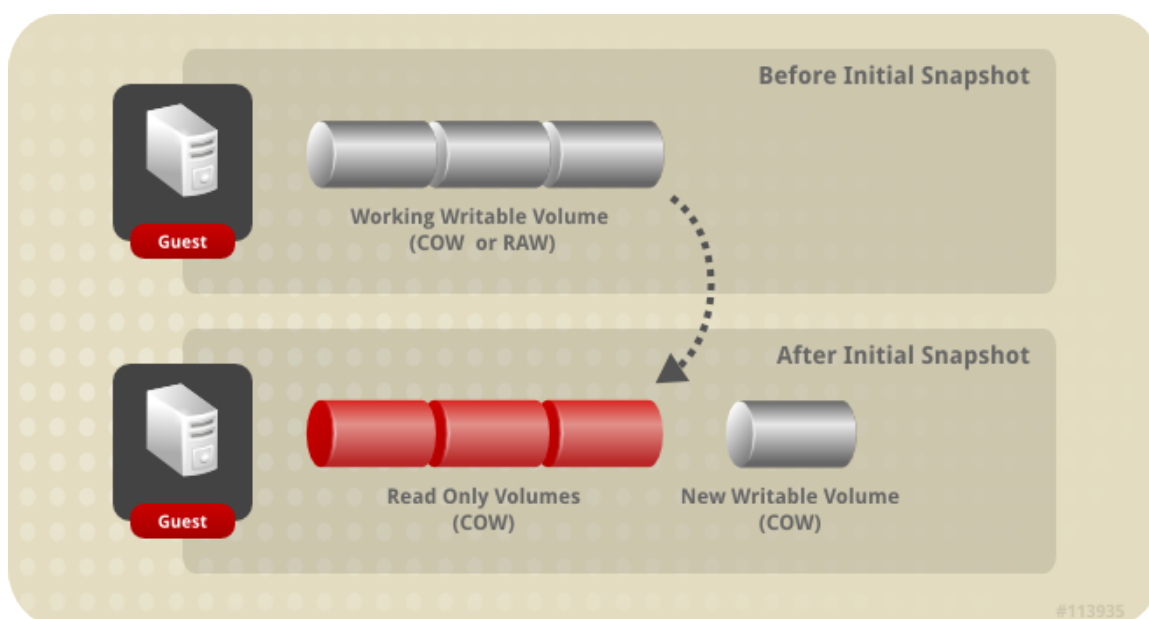 Before Initial Snapshot
Guest
Working Writable Volume
(COW or RAW)
After Initial Snapshot
Guest
Read Only Volumes
(COW)
New Writable Volume
(COW)
#113935